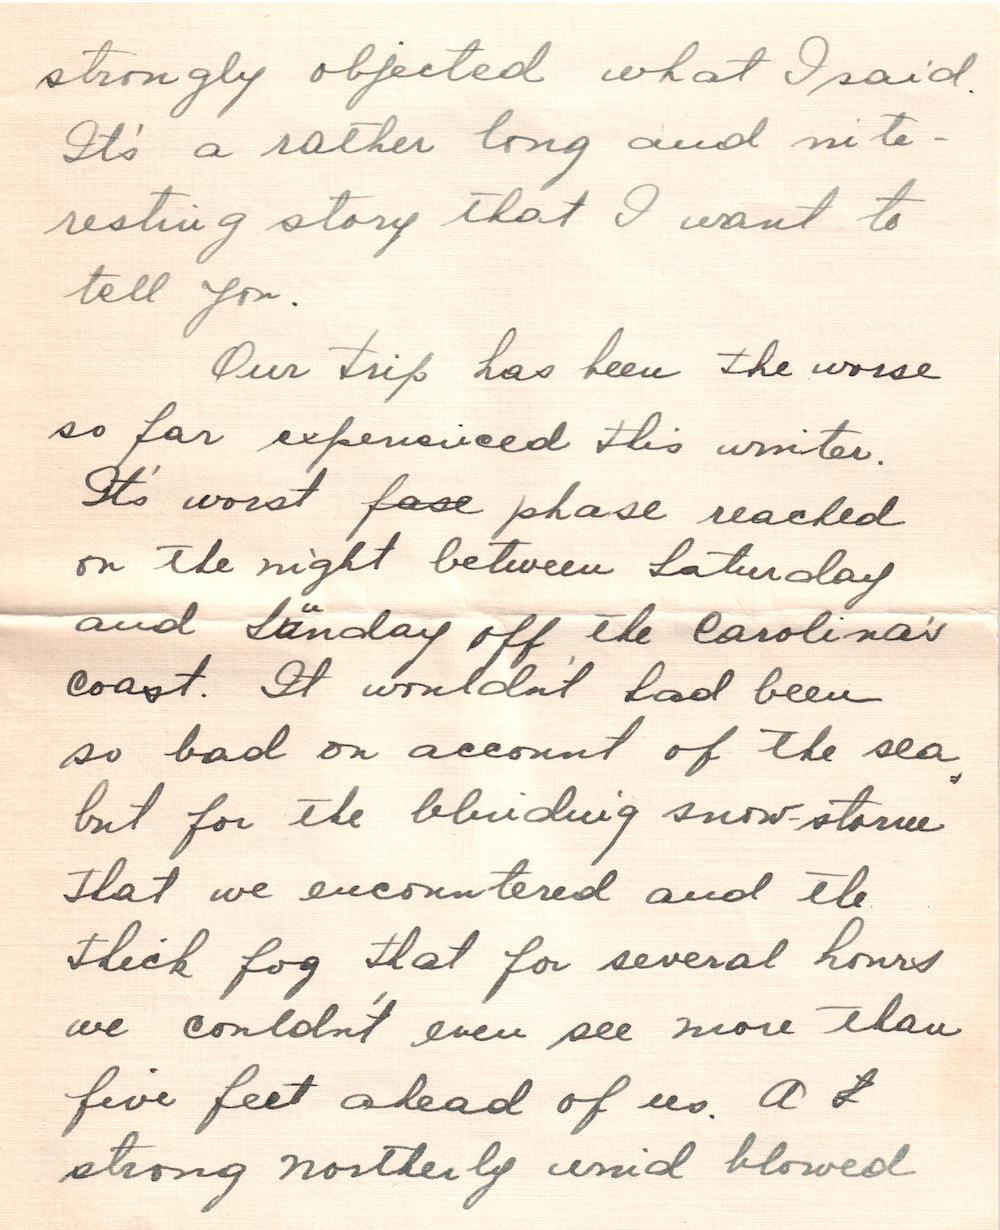 strongly objected what I said.
It's a rather long and inte-
resting story that I want to
tell you.
Our trip has been the worse
so far experienced this winter.
It's worst fase phase reached
on the night between Saturday
and Sunday off the Carolina's
coast. It wouldn't had been
so bad on account of the sea,
but for the blinding snow-storm
that we encountered and the
thick fog, that for several hours
we couldn't even see more than
five feet ahead of us. A
strong northerly wind blowed